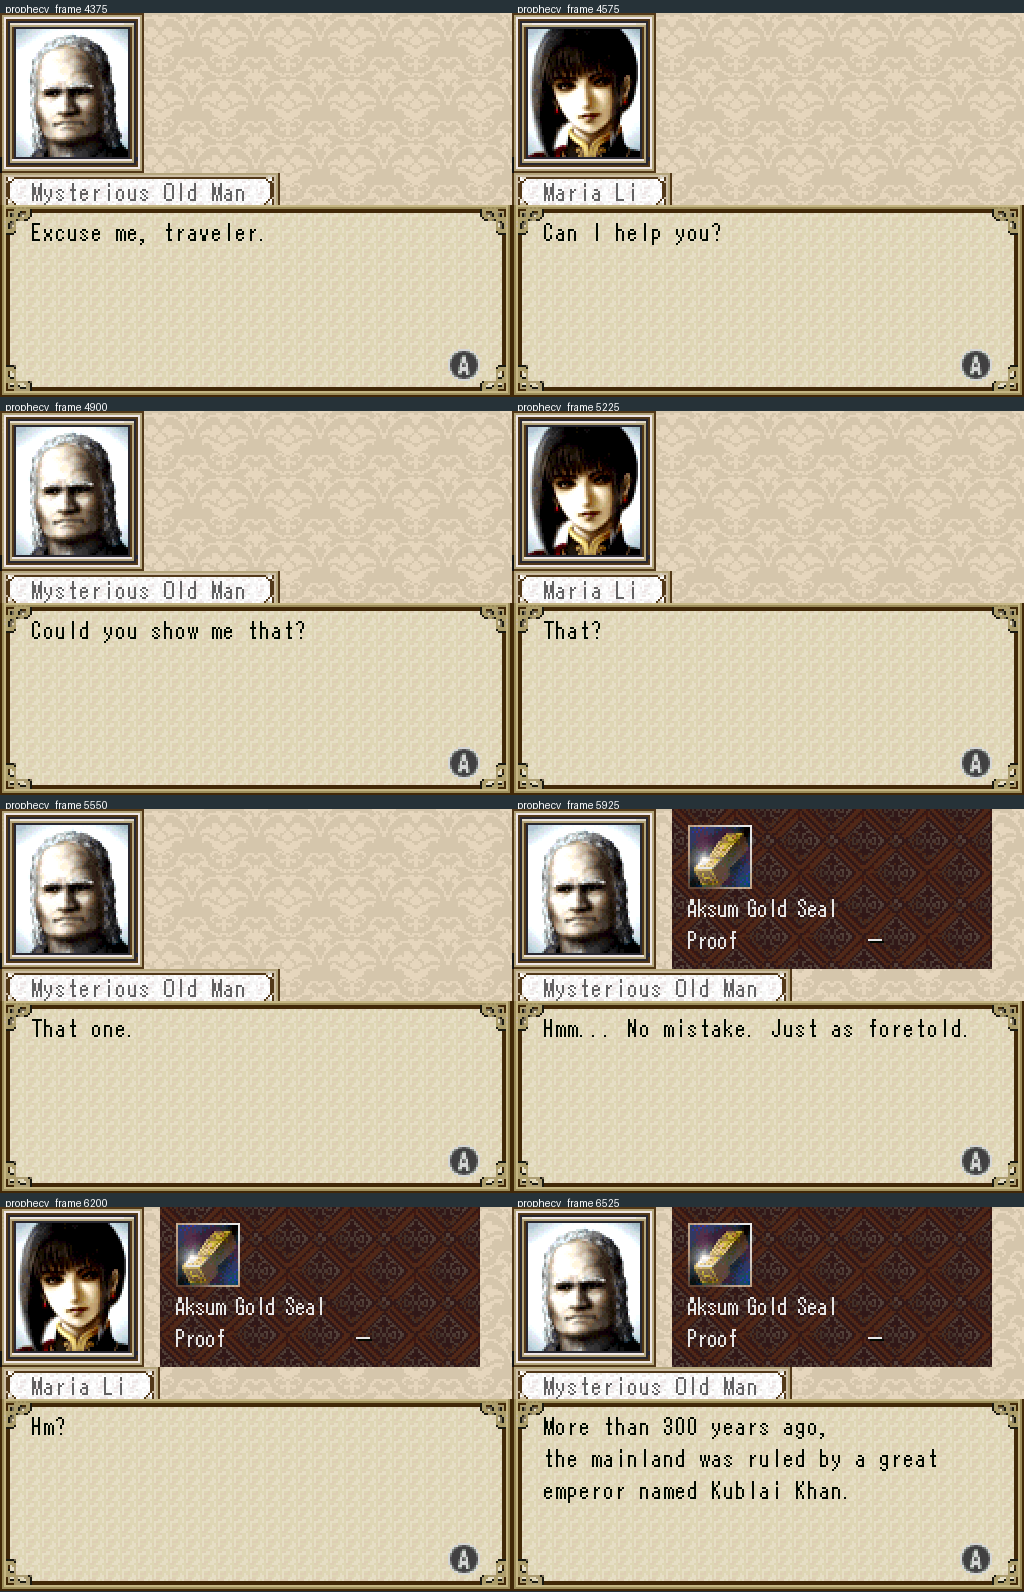 prophecy frame 4375
Mysterious Old Man
Excuse me, traveler.
A
prophecy frame 4575
Maria Li
Can I help you?
A
prophecy frame 4900
Mysterious Old Man
Could you show me that?
A
prophecy frame 5225
Maria Li
That?
A
prophecy frame 5550
Mysterious Old Man
That one.
A
prophecy frame 5925
Aksum Gold Seal
Proof —
Mysterious Old Man
Hmm... No mistake. Just as foretold.
A
prophecy frame 6200
Aksum Gold Seal
Proof —
Maria Li
Hm?
A
prophecy frame 6525
Aksum Gold Seal
Proof —
Mysterious Old Man
More than 300 years ago,
the mainland was ruled by a great
emperor named Kublai Khan.
A